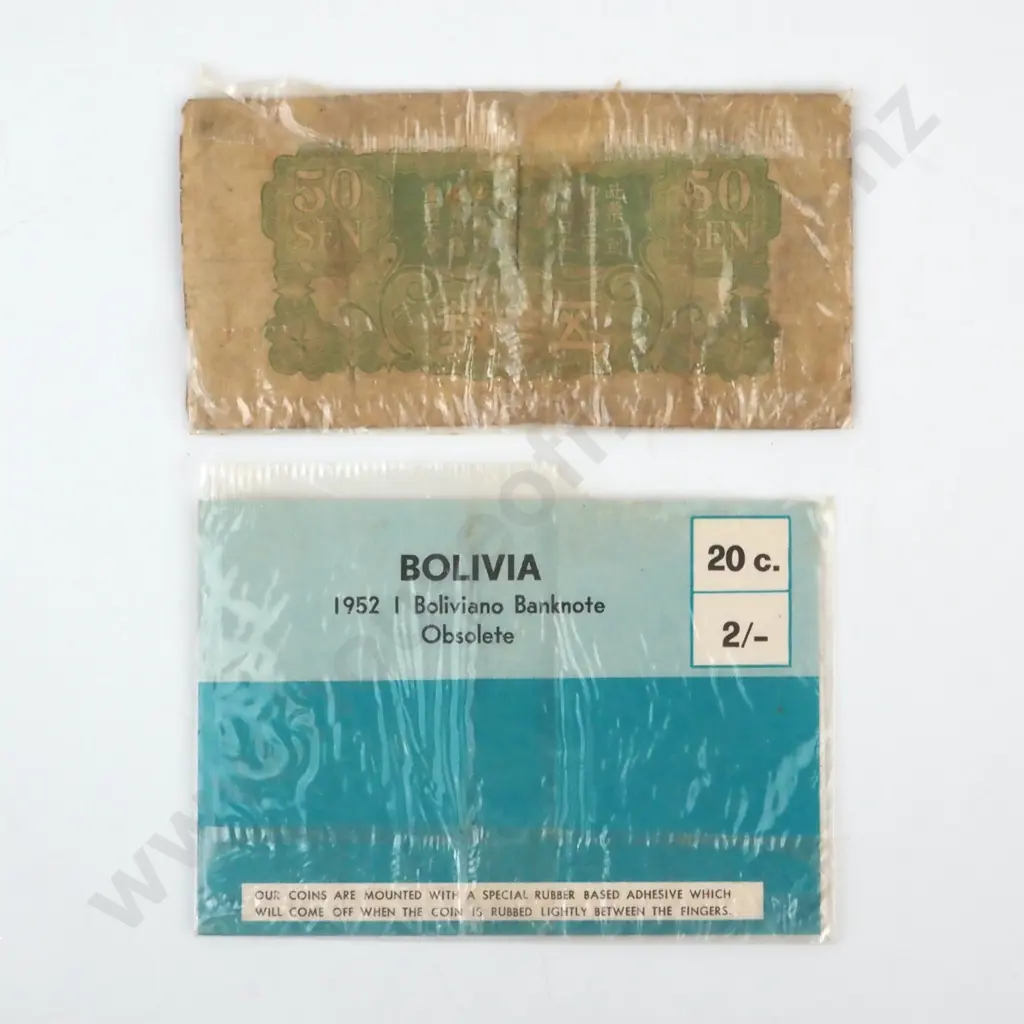 50
SEN
50
SEN
五
BOLIVIA
1952 1 Boliviano Banknote
Obsolete
20 c.
2/-
OUR COINS ARE MOUNTED WITH A SPECIAL RUBBER BASED ADHESIVE WHICH
WILL COME OFF WHEN THE COIN IS RUBBED LIGHTLY BETWEEN THE FINGERS.